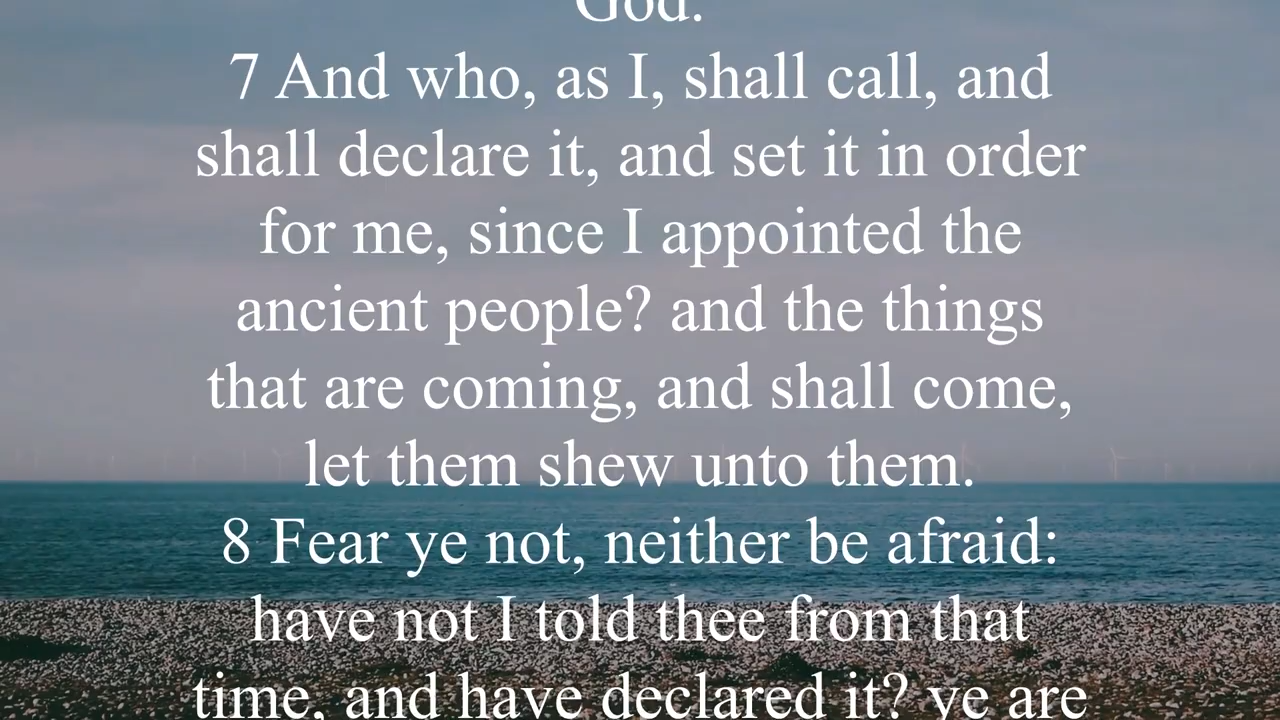 God.
7 And who, as I, shall call, and
shall declare it, and set it in order
for me, since I appointed the
ancient people? and the things
that are coming, and shall come,
let them shew unto them.
8 Fear ye not, neither be afraid:
have not I told thee from that
time, and have declared it? ye are